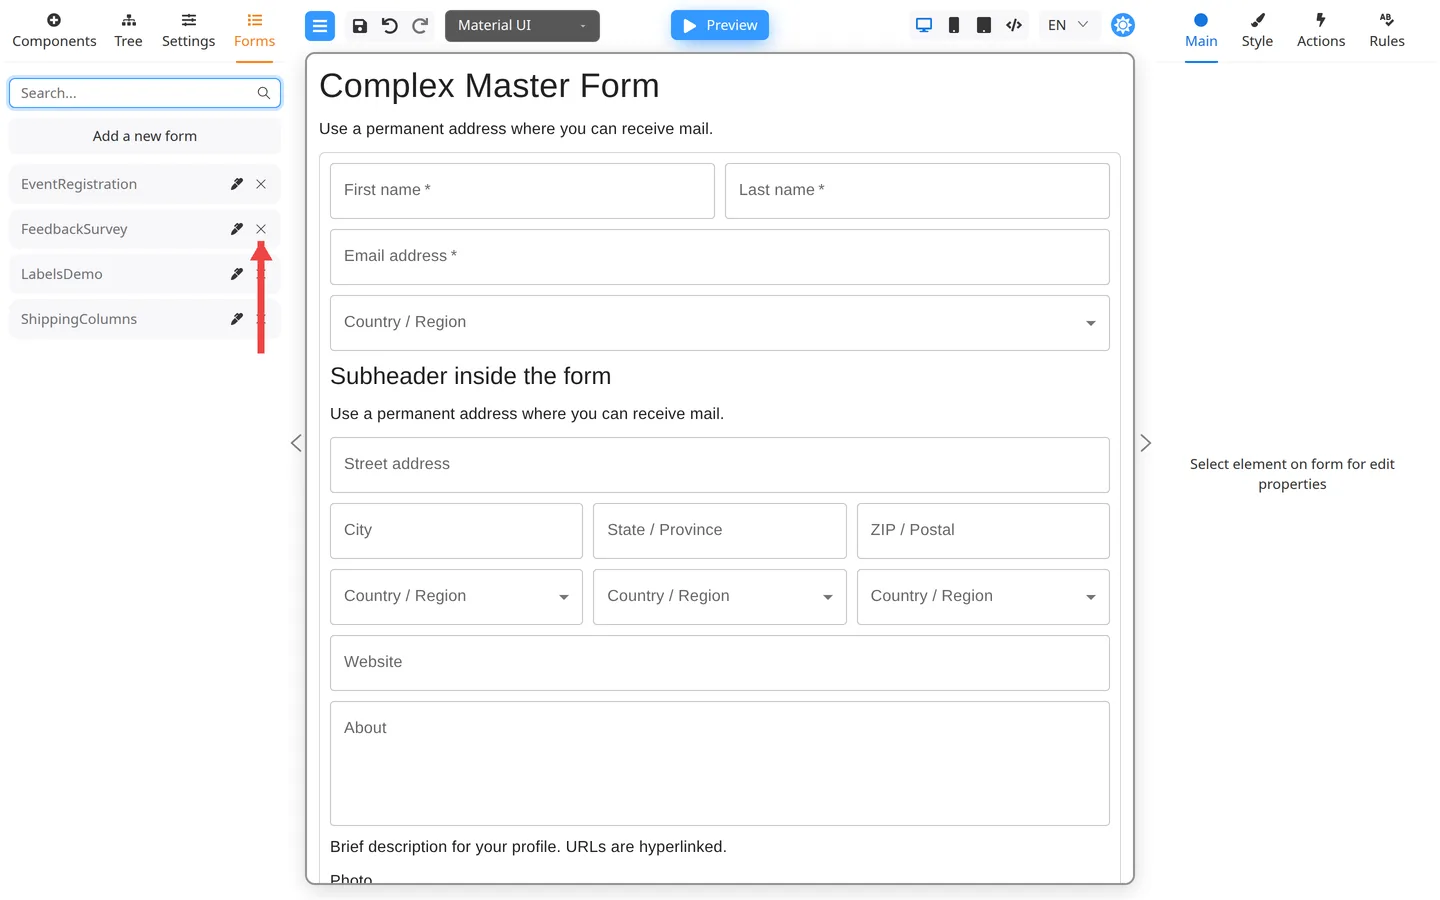 Components
Tree
Settings
Forms
Material UI
Preview
EN
Main
Style
Actions
AB
Rules
Search...
Add a new form
EventRegistration
FeedbackSurvey
LabelsDemo
ShippingColumns
Complex Master Form
Use a permanent address where you can receive mail.
First name *
Last name *
Email address *
Country / Region
Subheader inside the form
Use a permanent address where you can receive mail.
Street address
City
State / Province
ZIP / Postal
Country / Region
Country / Region
Country / Region
Website
About
Brief description for your profile. URLs are hyperlinked.
Photo
Select element on form for edit
properties